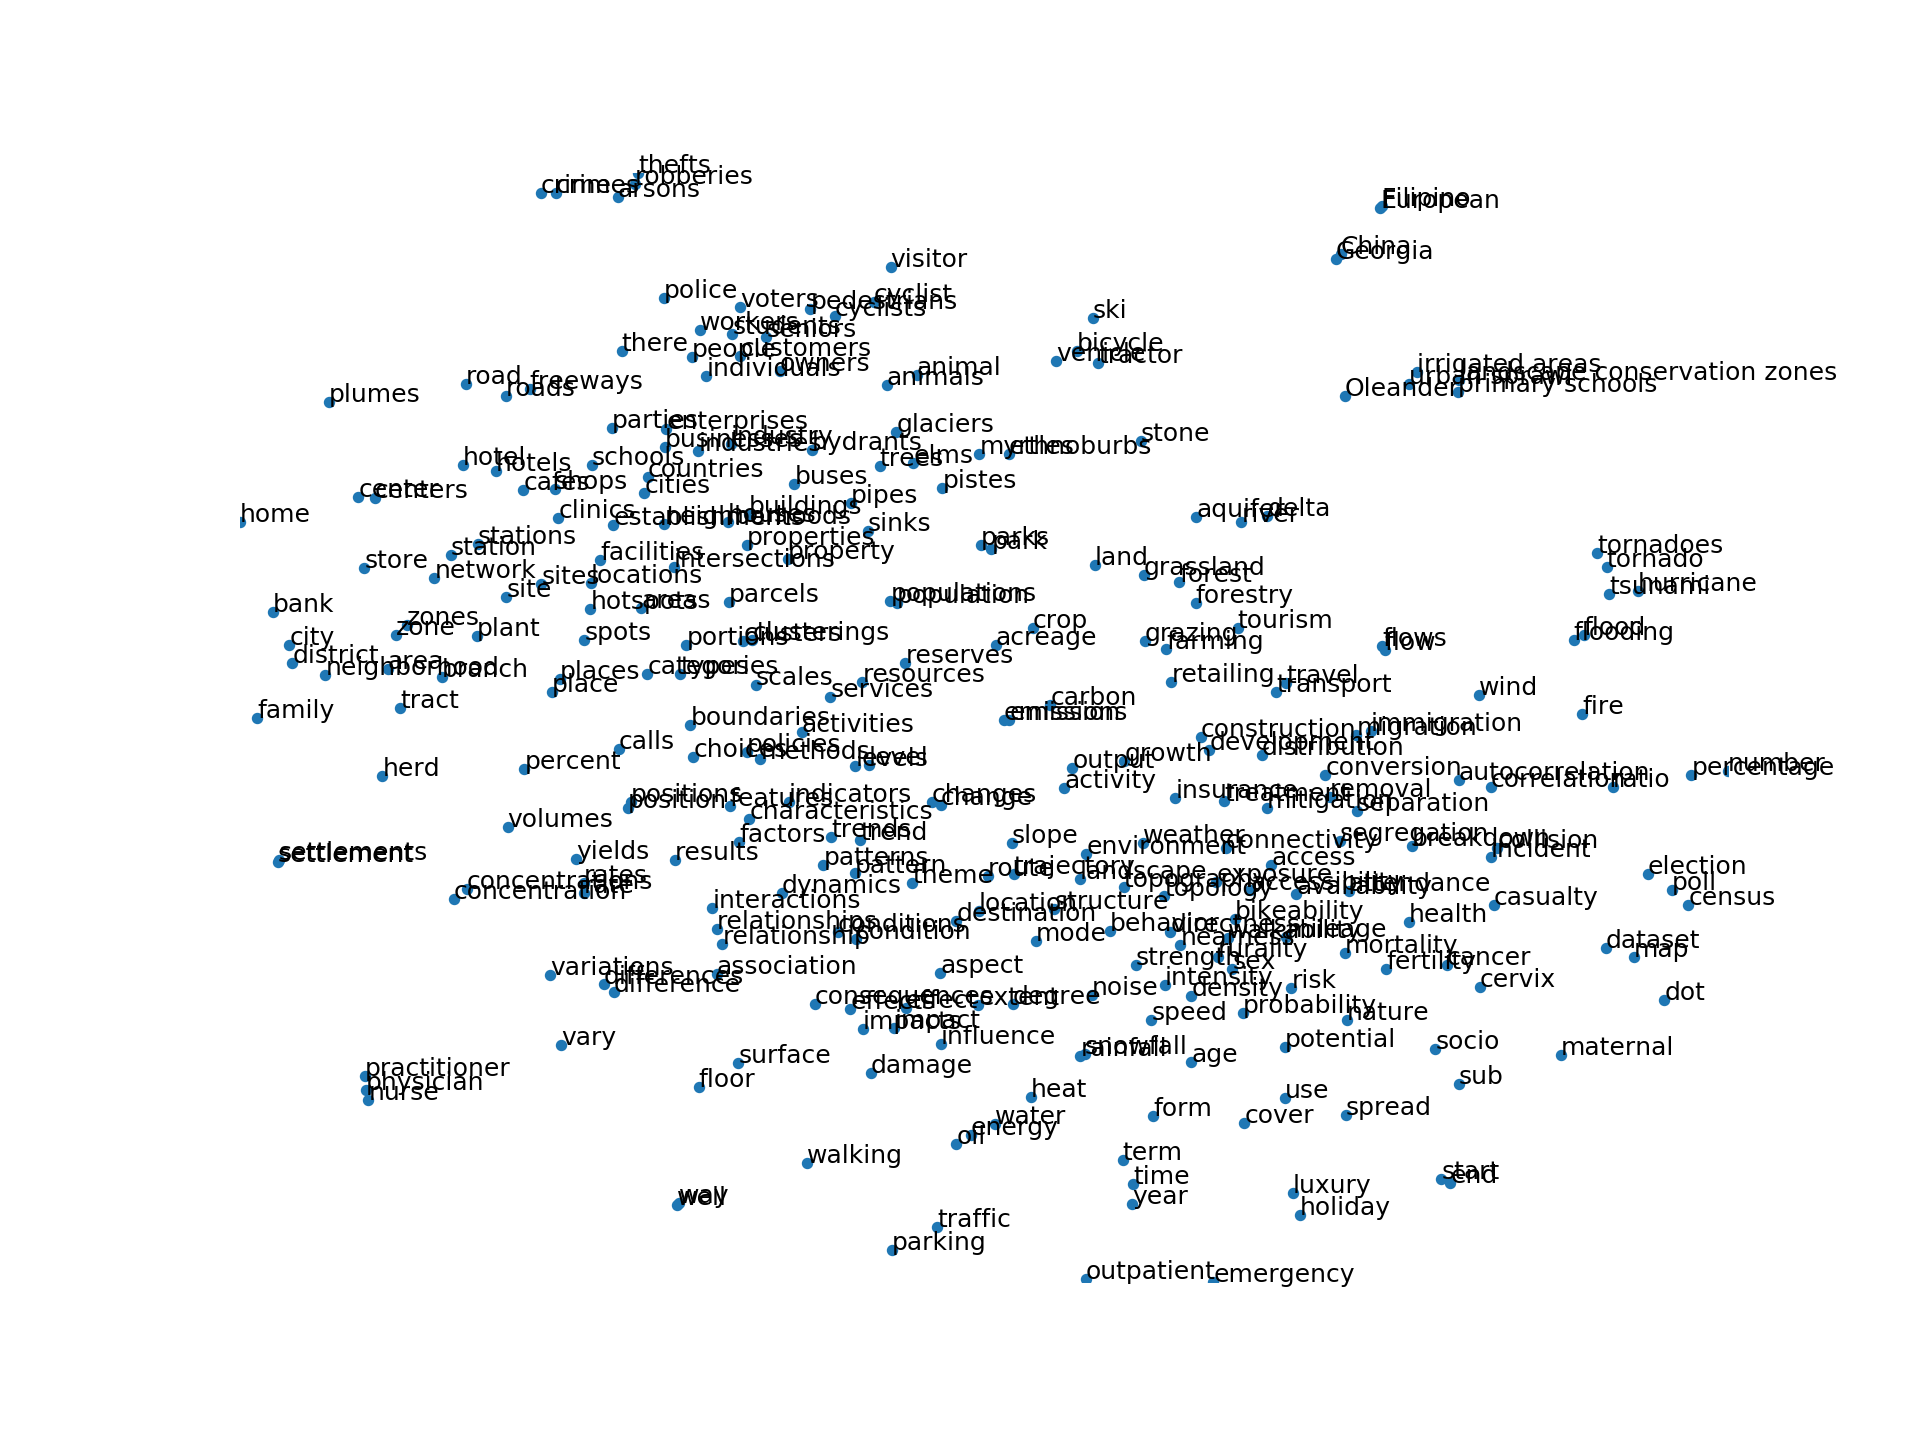 thefts
robberies
crime
crimes
arsons
Filipino
European
China
Georgia
visitor
police
voters
pedestrians
cyclist
cyclists
ski
workers
students
seniors
there
people
customers
bicycle
vehicle
tractor
individuals
owners
animal
animals
road
roads
freeways
plumes
irrigated areas
urban sprawl
landscape conservation zones
primary schools
Oleander
parties
enterprises
businesses
industry
industries
hydrants
glaciers
trees
elms
myrtles
ethnoburbs
stone
hotel
hotels
schools
countries
cities
cafes
shops
buses
pipes
pistes
center
centers
home
clinics
establishments
neighborhoods
houses
buildings
sinks
aquifer
river
delta
stations
station
properties
property
parks
park
land
tornadoes
tornado
store
network
facilities
intersections
grassland
forest
tsunami
hurricane
site
sites
locations
hotspots
areas
parcels
populations
population
forestry
bank
city
zones
zone
plant
spots
portions
clusterings
crop
acreage
tourism
grazing
farming
flows
flow
flood
flooding
district
area
neighborhood
branch
places
place
categories
types
scales
reserves
resources
services
retailing
travel
transport
wind
family
tract
boundaries
activities
carbon
emission
emissions
fire
calls
choices
policies
methods
level
levels
construction
development
distribution
migration
immigration
herd
percent
output
growth
activity
conversion
autocorrelation
correlation
ratio
percentage
number
positions
position
features
indicators
characteristics
changes
change
insurance
treatment
mitigation
removal
separation
volumes
factors
trends
trend
slope
environment
weather
connectivity
segregation
breakdown
collision
incident
settlement
settlements
yields
results
patterns
pattern
theme
route
trajectory
landscape
topography
topology
exposure
access
accessibility
availability
attendance
election
poll
census
concentrations
concentration
rates
rate
interactions
dynamics
location
destination
structure
bikeability
health
casualty
relationships
relationship
conditions
condition
mode
behavior
directness
walkability
nearness
rurality
mortality
dataset
map
variations
differences
difference
association
aspect
strength
sex
fertility
cancer
cervix
dot
consequences
effects
effect
extent
degree
noise
intensity
density
risk
probability
impacts
impact
influence
speed
nature
vary
surface
floor
damage
rainfall
snowfall
age
potential
socio
sub
maternal
practitioner
physician
nurse
heat
use
cover
spread
form
water
energy
oil
walking
term
time
year
way
well
luxury
holiday
start
end
traffic
parking
outpatient
emergency